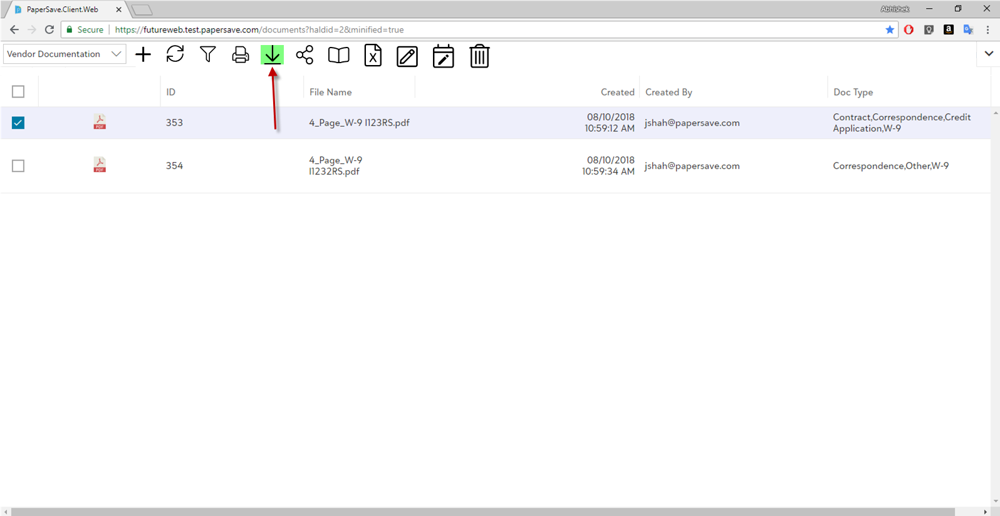 PaperSave.Client.Web
Abhishek
Secure
https://futureweb.test.papersave.com/documents?haldid=2&minified=true
Vendor Documentation
ID File Name Created Created By Doc Type
PDF 353 4_Page_W-9 I123RS.pdf 08/10/2018 jshah@papersave.com Contract,Correspondence,Credit
10:59:12 AM Application,W-9
PDF 354 4_Page_W-9 08/10/2018 jshah@papersave.com Correspondence,Other,W-9
I1232RS.pdf 10:59:34 AM